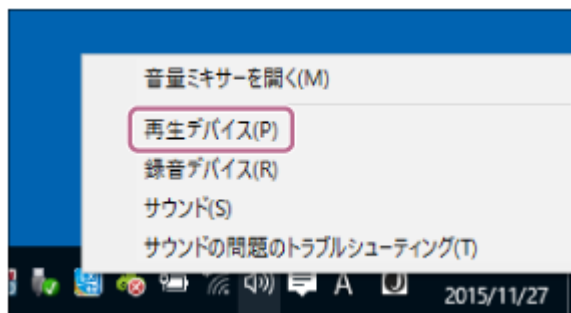 音量ミキサーを開く(M)
再生デバイス(P)
録音デバイス(R)
サウンド(S)
サウンドの問題のトラブルシューティング(T)
A
2015/11/27